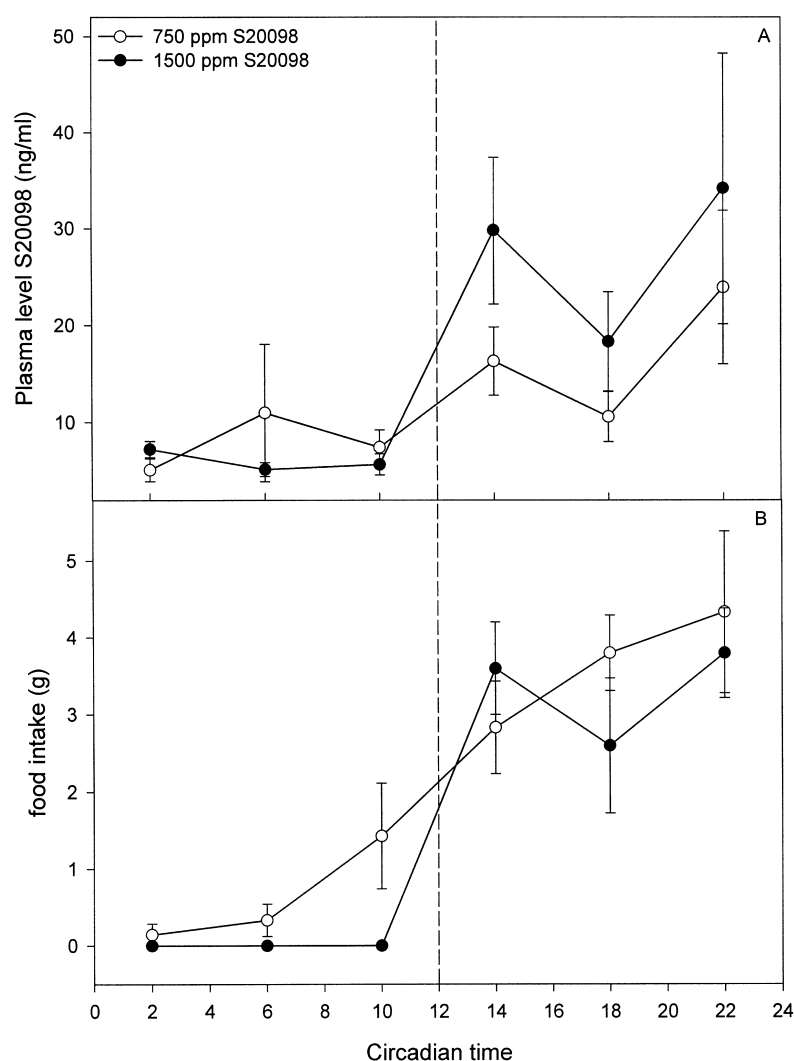 A
750 ppm S20098
1500 ppm S20098
50
40
30
20
10
Plasma level S20098 (ng/ml)
B
5
4
3
2
1
0
food intake (g)
0 2 4 6 8 10 12 14 16 18 20 22 24
Circadian time